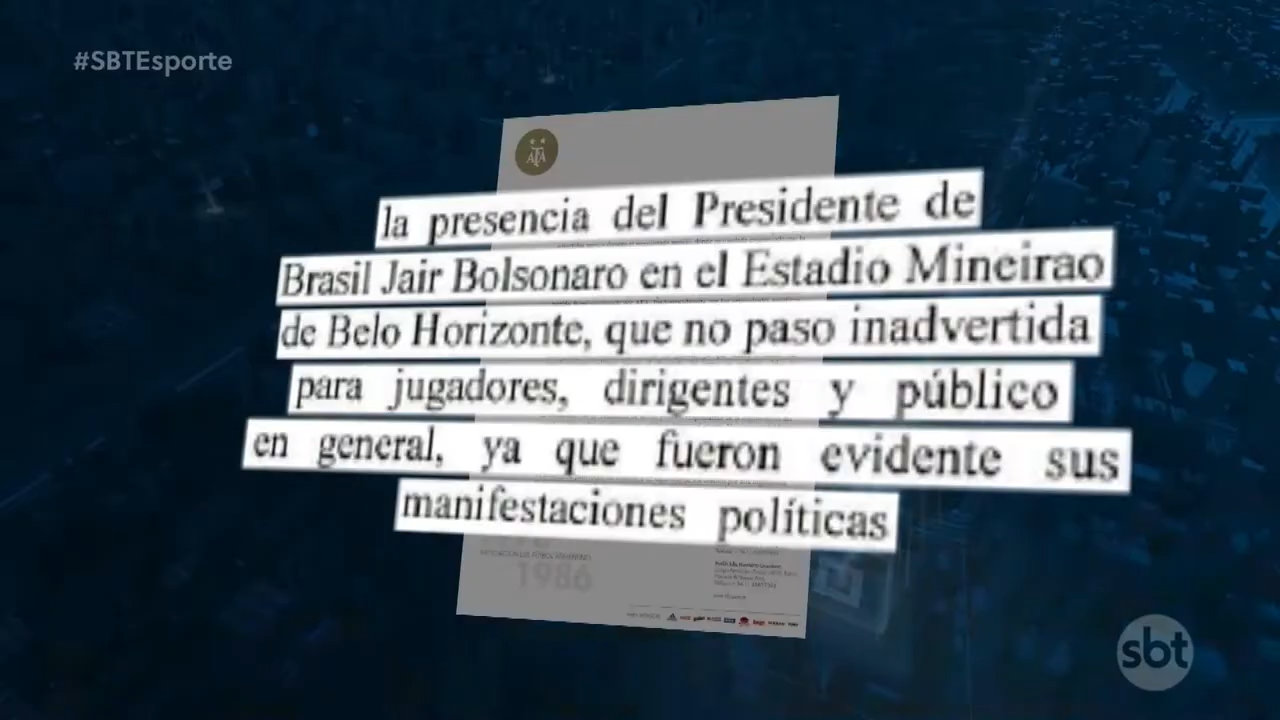 #SBTEsporte
AFA
la presencia del Presidente de
Brasil Jair Bolsonaro en el Estadio Mineirao
de Belo Horizonte, que no paso inadvertida
para jugadores, dirigentes y público
en general, ya que fueron evidente sus
manifestaciones políticas
1986
sbt